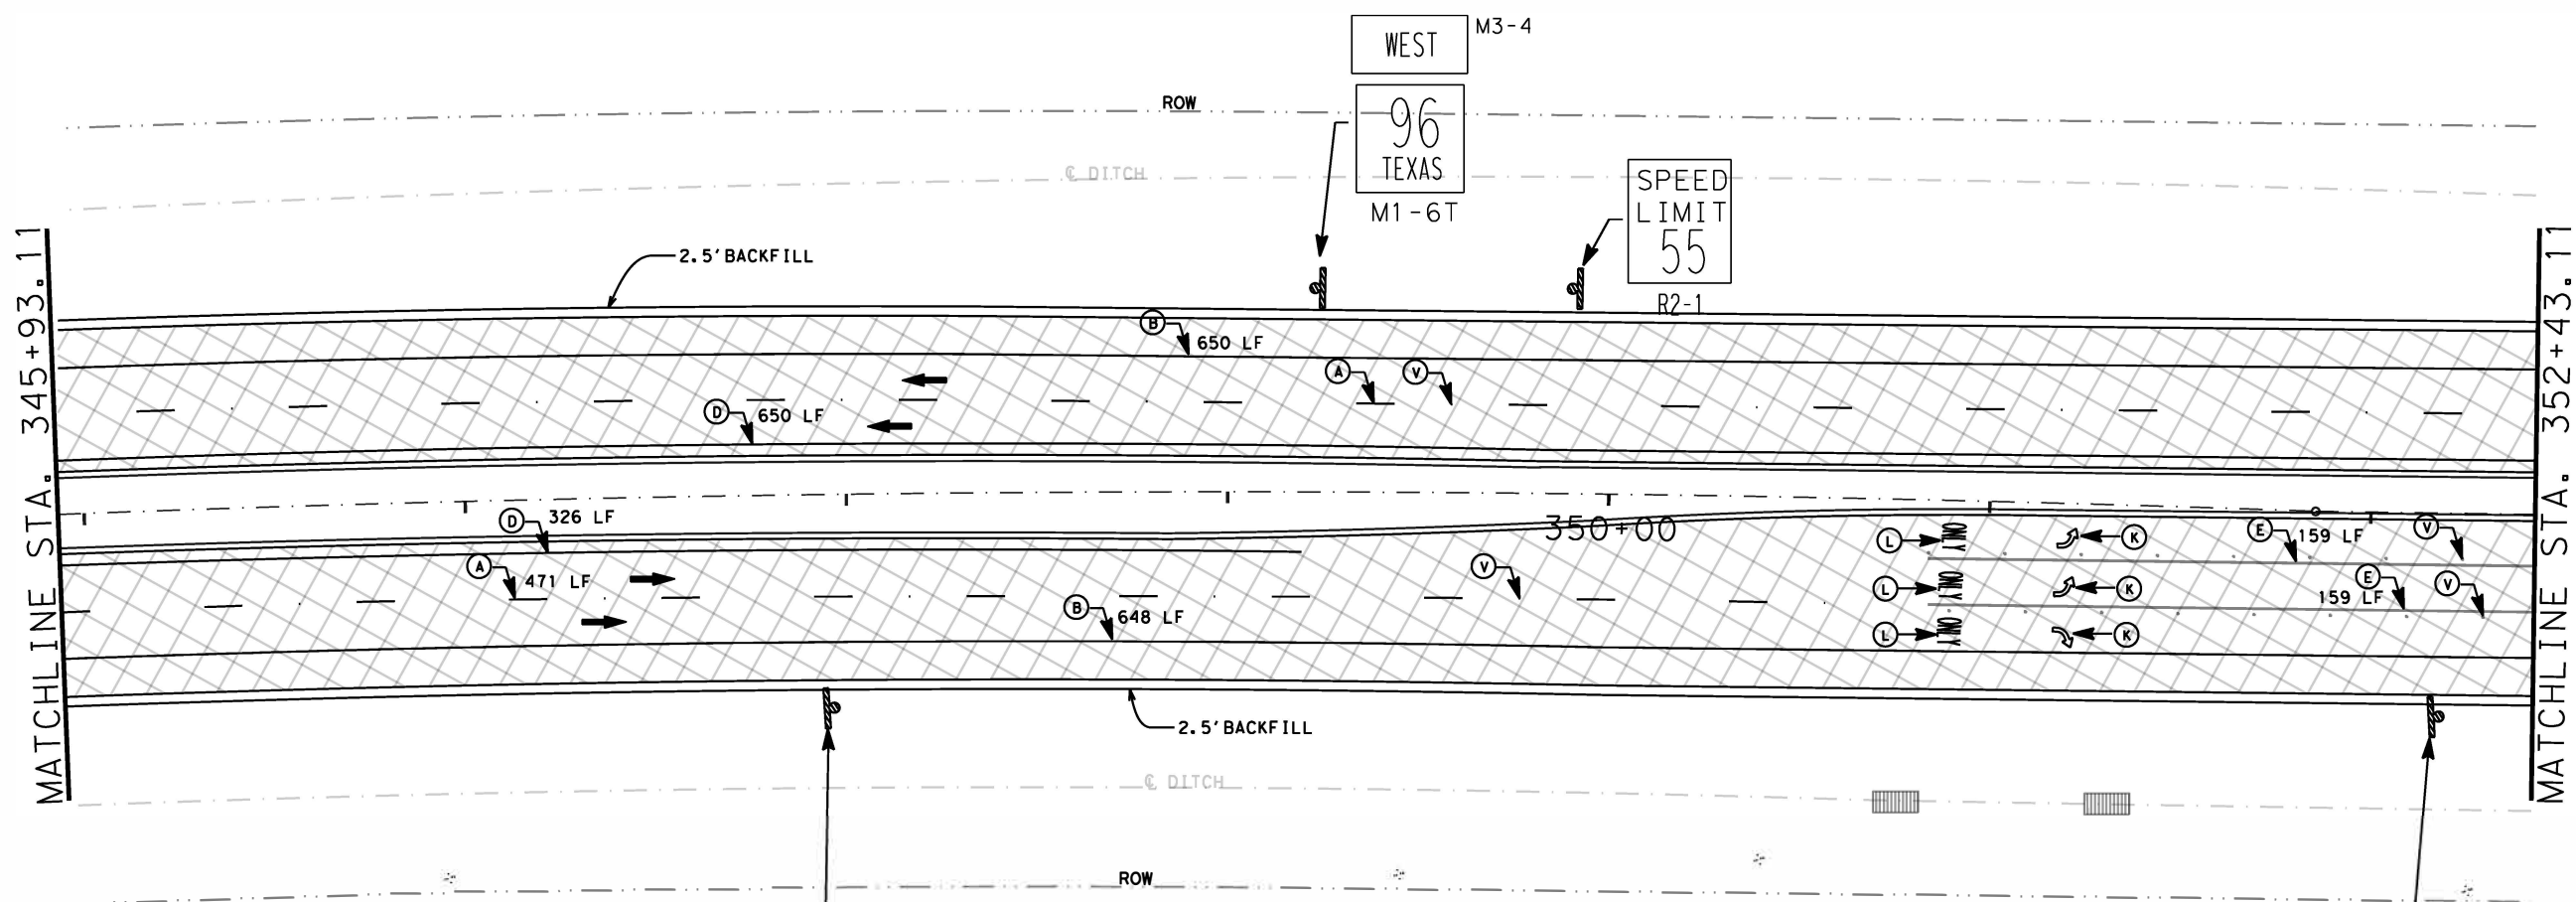 WEST
M3-4
ROW
96
TEXAS
M1-6T
℄ DITCH
SPEED
LIMIT
55
R2-1
2.5' BACKFILL
MATCHLINE STA. 345+93.11
MATCHLINE STA. 352+43.11
B
650 LF
A
V
D
650 LF
D
326 LF
350+00
A
471 LF
V
B
648 LF
L
ONLY
K
E
159 LF
V
L
ONLY
K
E
159 LF
V
L
ONLY
K
2.5' BACKFILL
℄ DITCH
ROW